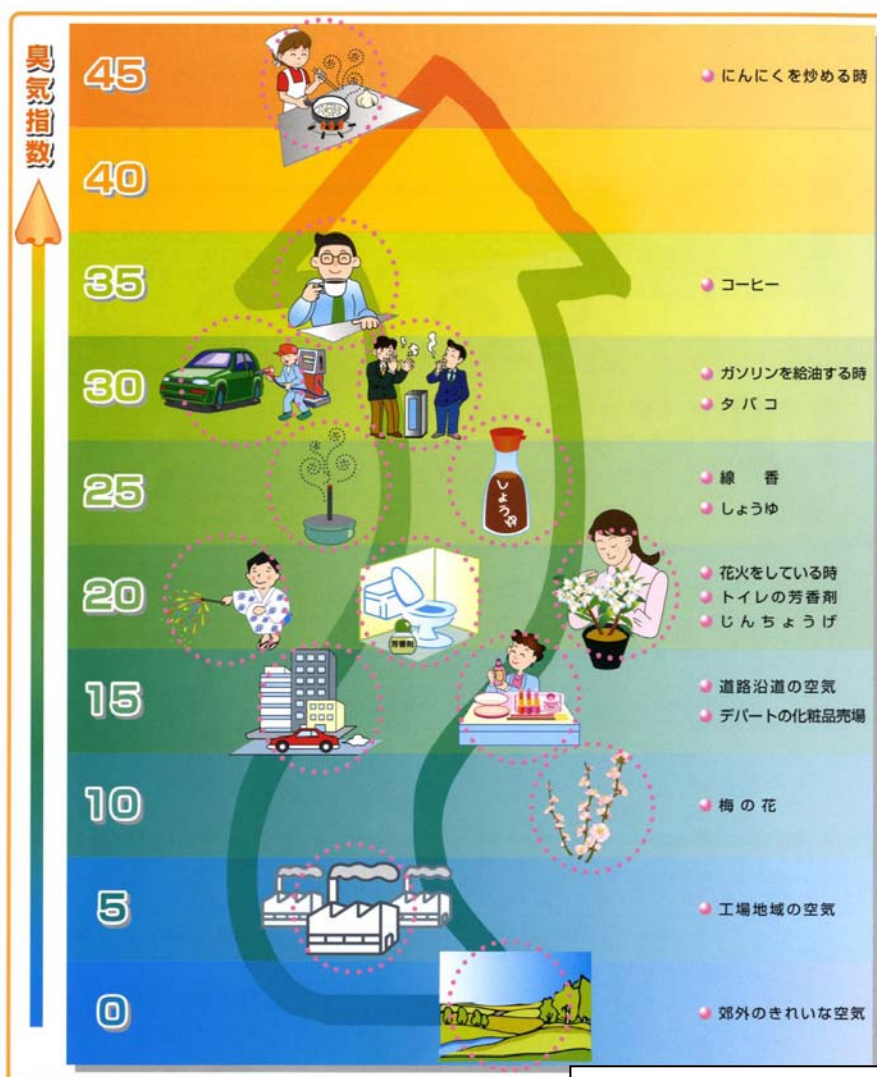 臭気指数
45
にんにくを炒める時
40
35
コーヒー
30
ガソリンを給油する時
タバコ
25
線 香
しょうゆ
しょうゆ
20
花火をしている時
トイレの芳香剤
じんちょうげ
芳香剤
15
道路沿道の空気
デパートの化粧品売場
10
梅の花
5
工場地域の空気
0
郊外のきれいな空気